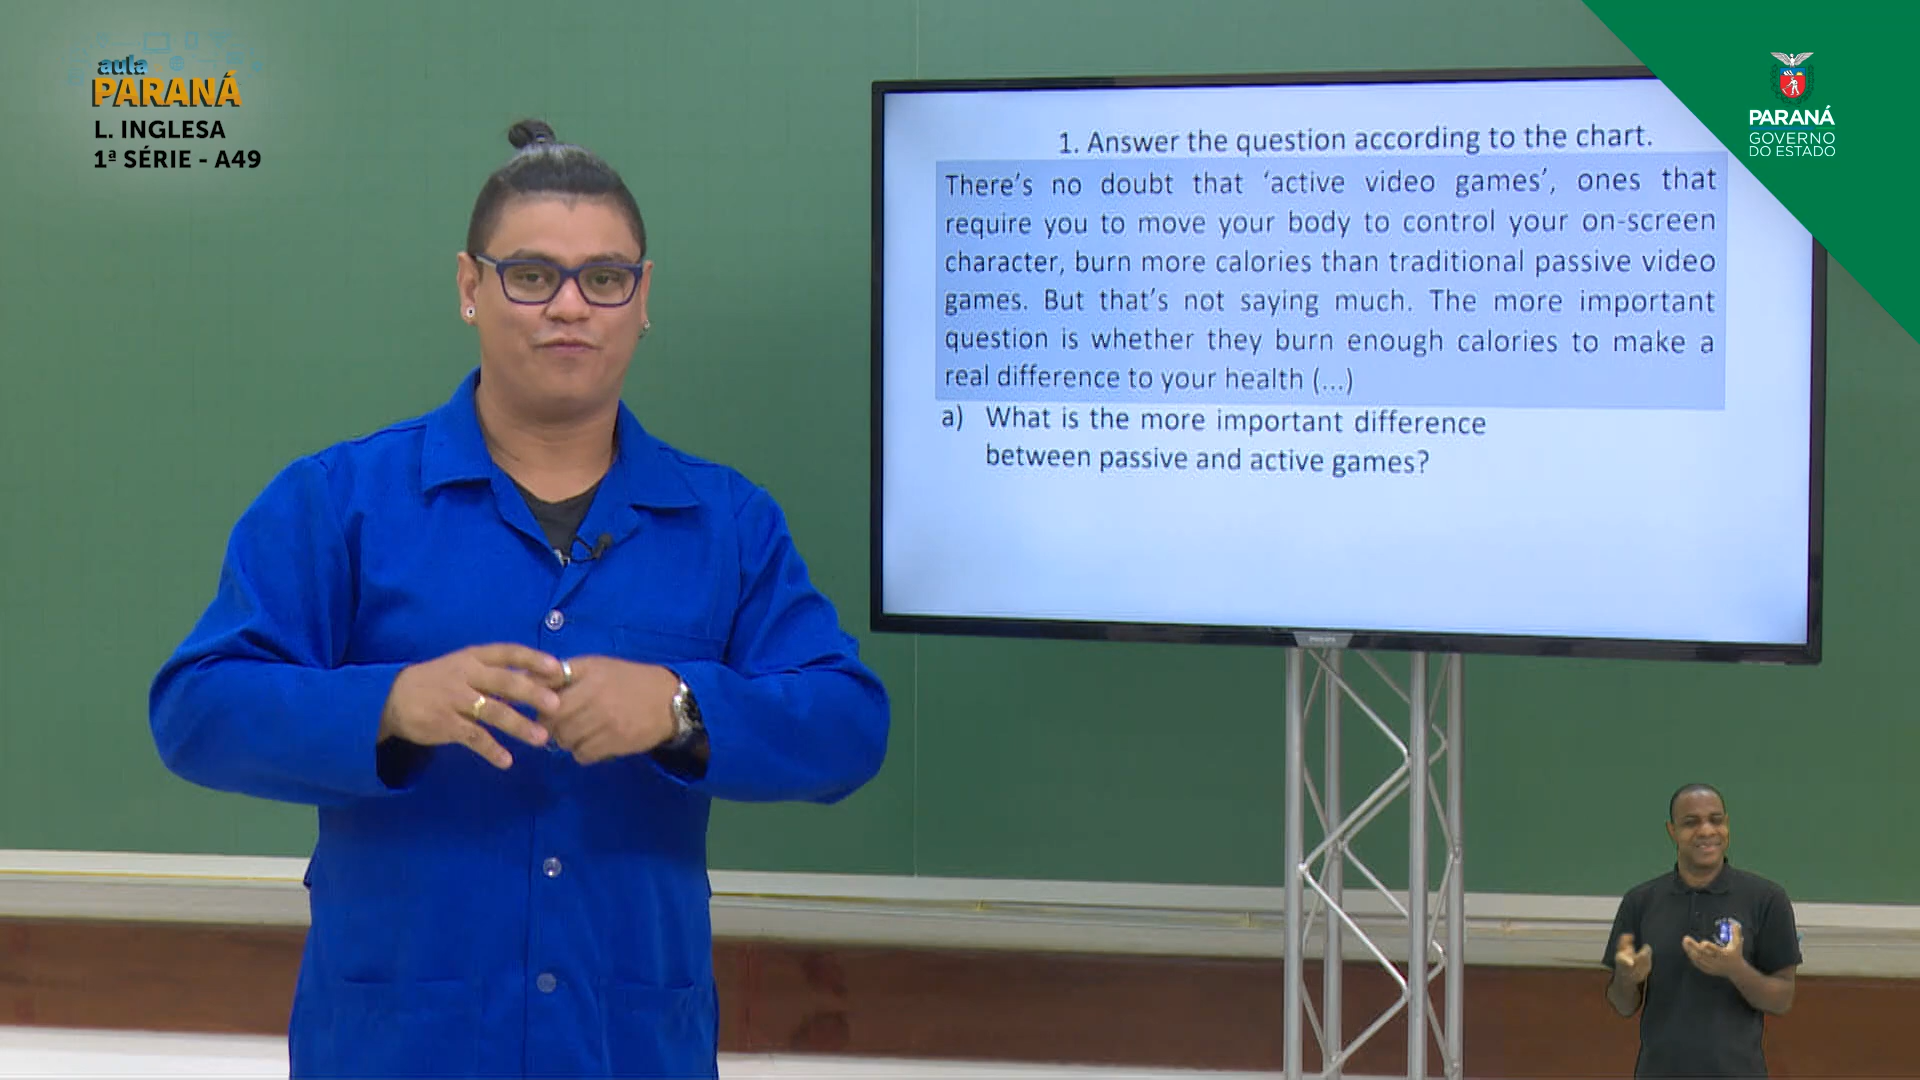 aula
PARANÁ
L. INGLESA
1ª SÉRIE - A49
1. Answer the question according to the chart.
There's no doubt that ‘active video games’, ones that
require you to move your body to control your on-screen
character, burn more calories than traditional passive video
games. But that's not saying much. The more important
question is whether they burn enough calories to make a
real difference to your health (...)
a) What is the more important difference
between passive and active games?
PARANÁ
GOVERNO
DO ESTADO